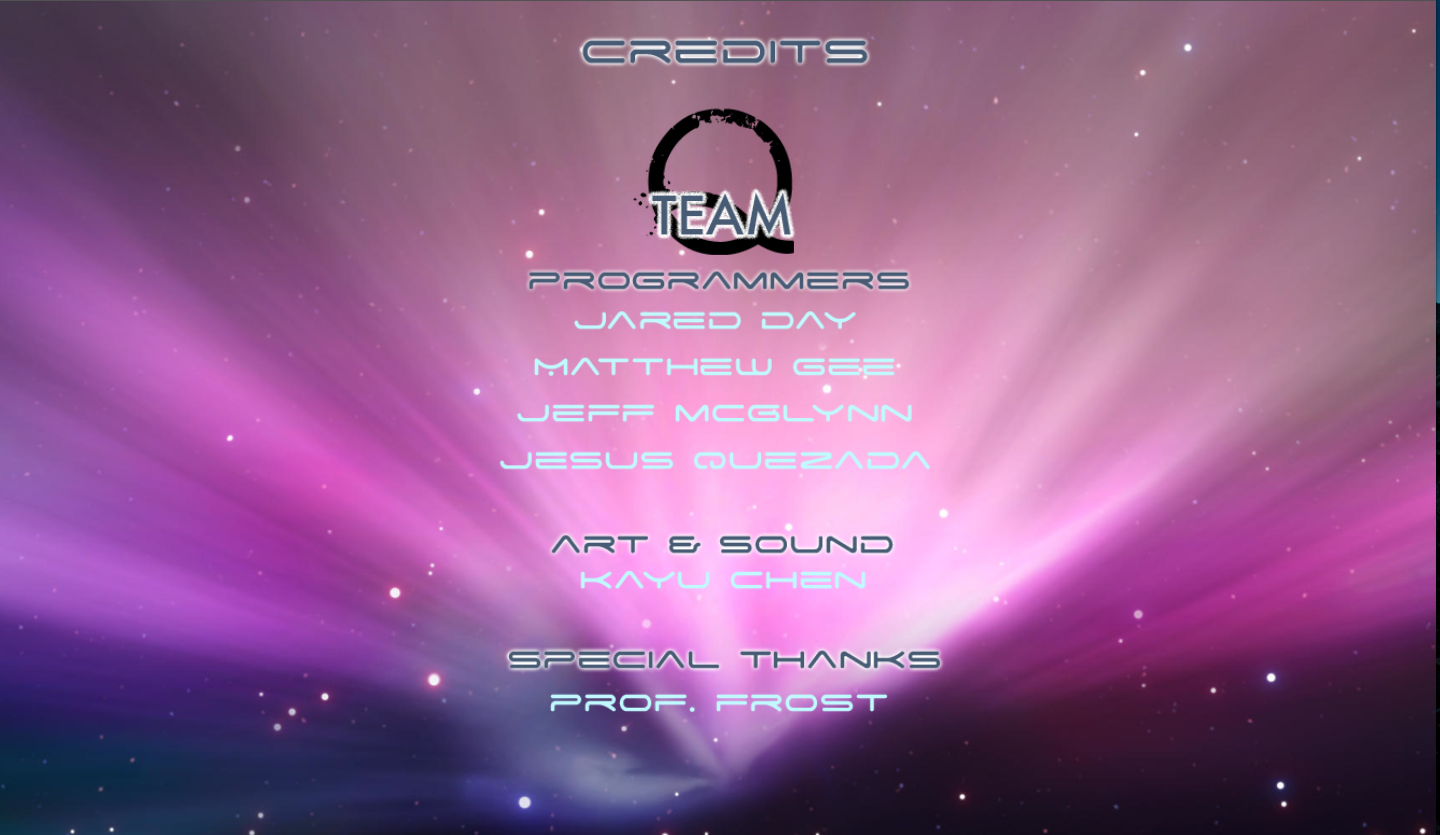 CREDITS
Q
TEAM
PROGRAMMERS
JARED DAY
MATTHEW GEE
JEFF MCGLYNN
JESUS QUEZADA
ART & SOUND
KAYU CHEN
SPECIAL THANKS
PROF. FROST